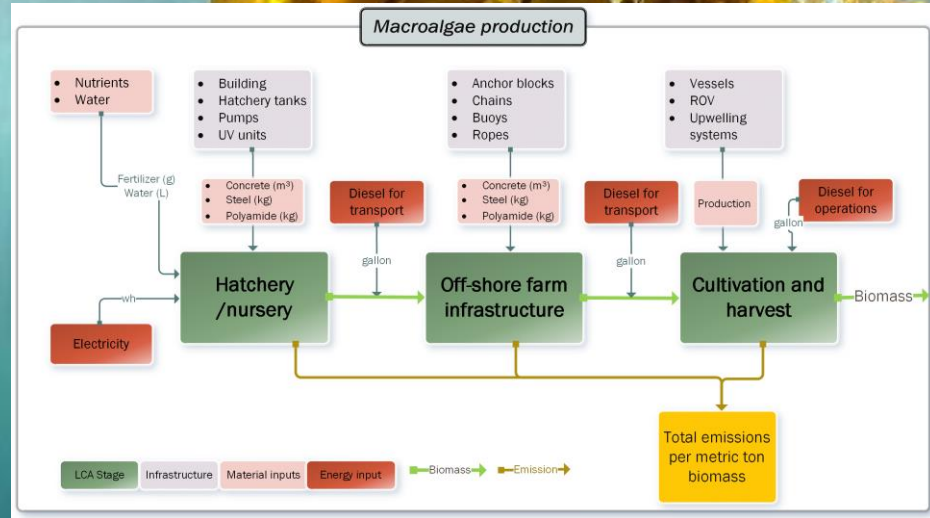 Macroalgae production
• Nutrients
• Water
• Building
• Hatchery tanks
• Pumps
• UV units
• Anchor blocks
• Chains
• Buoys
• Ropes
• Vessels
• ROV
• Upwelling
systems
Fertilizer (g)
Water (L)
• Concrete (m³)
• Steel (kg)
• Polyamide (kg)
Diesel for
transport
• Concrete (m³)
• Steel (kg)
• Polyamide (kg)
Diesel for
transport
Production
Diesel for
operations
gallon
gallon
gallon
Hatchery
/nursery
Off-shore farm
infrastructure
Cultivation and
harvest
Biomass
wh
Electricity
Total emissions
per metric ton
biomass
LCA Stage
Infrastructure
Material inputs
Energy input
Biomass
Emission